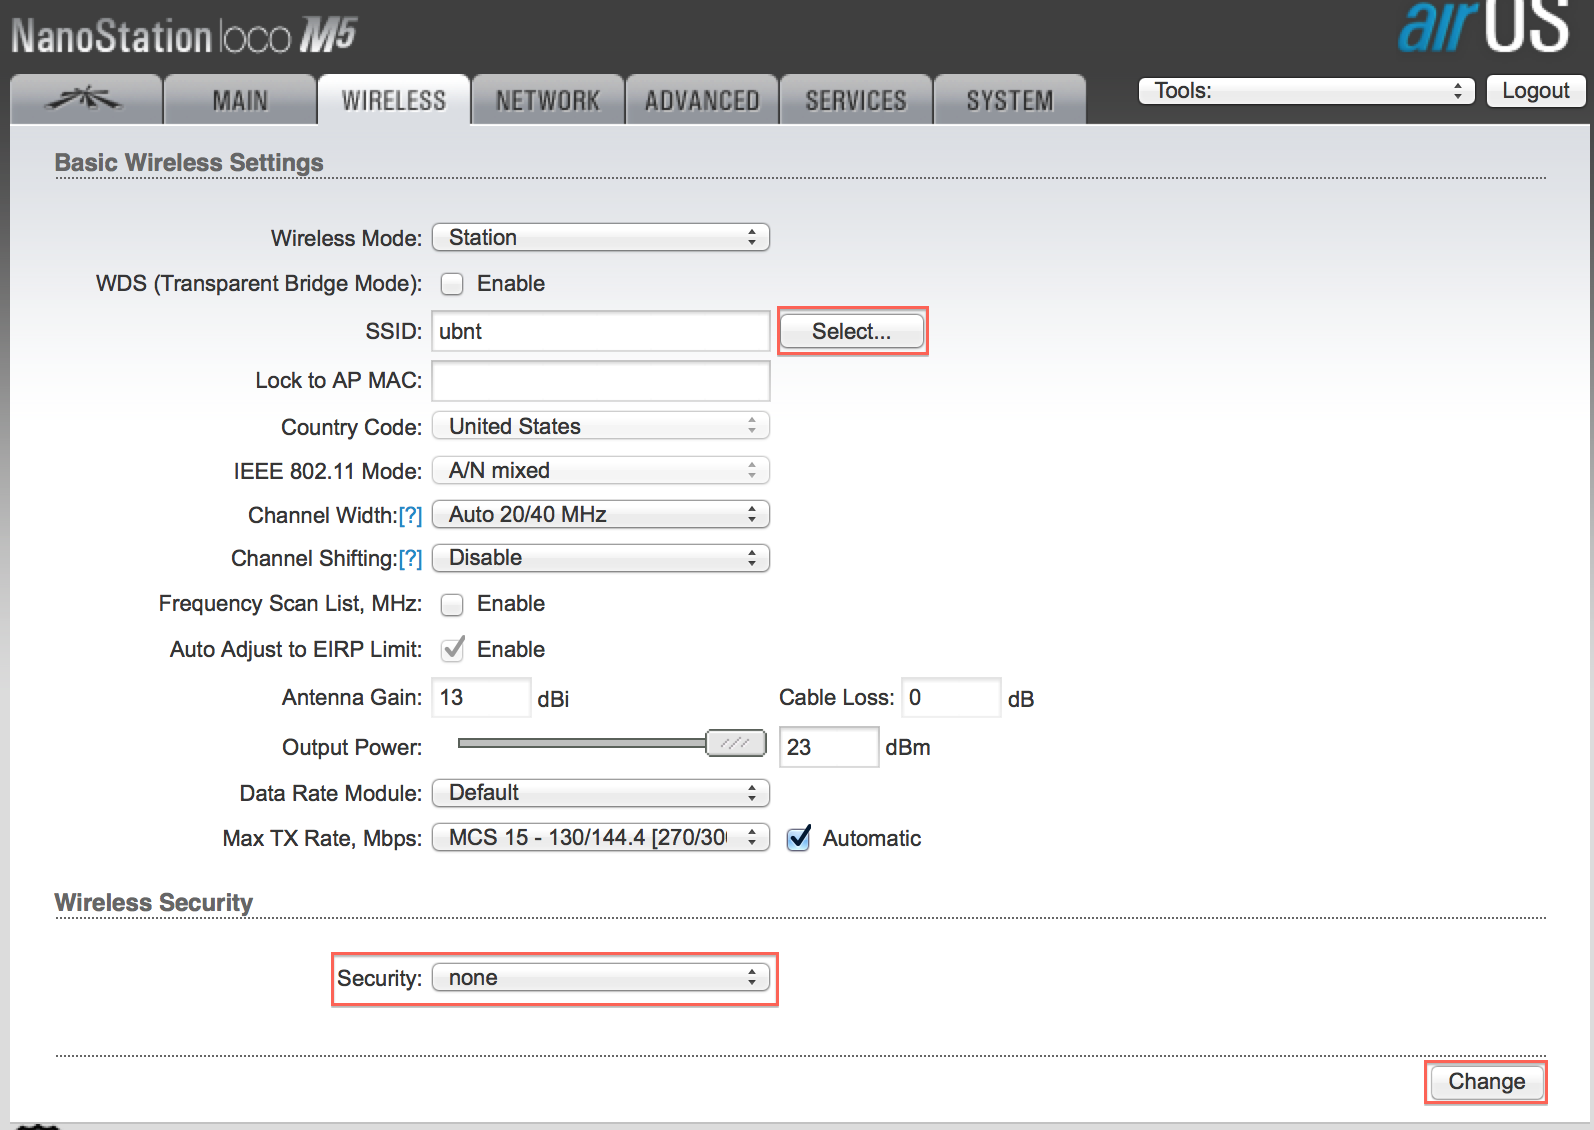 NanoStation loco M5
air US
MAIN WIRELESS NETWORK ADVANCED SERVICES SYSTEM Tools: Logout
Basic Wireless Settings
Wireless Mode: Station
WDS (Transparent Bridge Mode): Enable
SSID: ubnt Select...
Lock to AP MAC:
Country Code: United States
IEEE 802.11 Mode: A/N mixed
Channel Width:[?] Auto 20/40 MHz
Channel Shifting:[?] Disable
Frequency Scan List, MHz: Enable
Auto Adjust to EIRP Limit: Enable
Antenna Gain: 13 dBi Cable Loss: 0 dB
Output Power: 23 dBm
Data Rate Module: Default
Max TX Rate, Mbps: MCS 15 - 130/144.4 [270/30 Automatic
Wireless Security
Security: none
Change